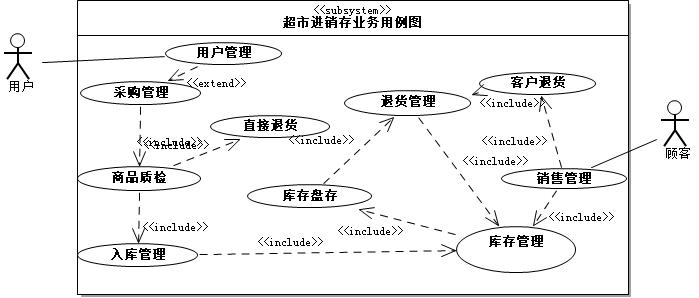 <<subsystem>>
超市进销存业务用例图
用户
用户管理
<<extend>>
采购管理
客户退货
退货管理
<<include>>
直接退货
<<include>>
<<include>>
<<include>>
<<include>>
<<include>>
顾客
商品质检
销售管理
库存盘存
<<include>>
<<include>>
<<include>>
<<include>>
入库管理
库存管理